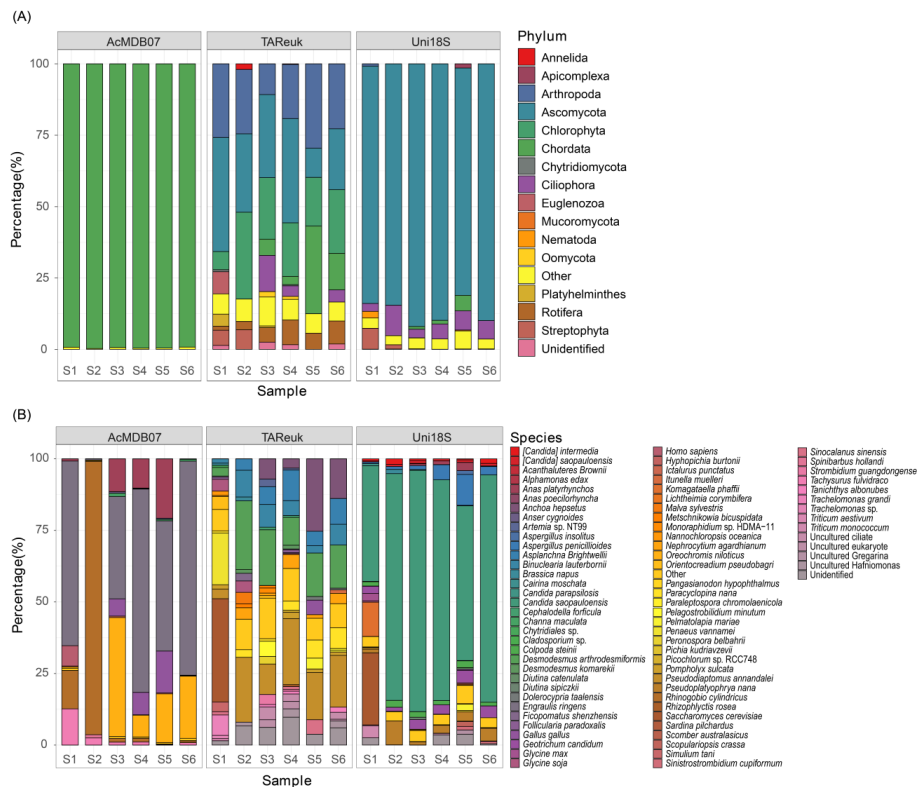 (A)
AcMDB07 TAReuk Uni18S
Percentage(%)
100
75
50
25
0
S1 S2 S3 S4 S5 S6 S1 S2 S3 S4 S5 S6 S1 S2 S3 S4 S5 S6
Sample
Phylum
Annelida
Apicomplexa
Arthropoda
Ascomycota
Chlorophyta
Chordata
Chytridiomycota
Ciliophora
Euglenozoa
Mucoromycota
Nematoda
Oomycota
Other
Platyhelminthes
Rotifera
Streptophyta
Unidentified
(B)
AcMDB07 TAReuk Uni18S
Percentage(%)
100
75
50
25
0
S1 S2 S3 S4 S5 S6 S1 S2 S3 S4 S5 S6 S1 S2 S3 S4 S5 S6
Sample
Species
[Candida] intermedia
[Candida] saopauloensis
Acanthafuteres Brownii
Alphamonas edax
Anas platyrhynchos
Anas poecilorhyncha
Anchoa hepsetus
Anser cygnoides
Artemia sp. NT99
Aspergillus insolitus
Aspergillus penicillioides
Asplanchna Brightwellii
Binuclearia lauterbornii
Brassica napus
Cairina moschata
Candida parapsilosis
Candida saopauloensis
Cephalodella forficula
Channa maculata
Chytridiales sp.
Cladosporium sp.
Colpoda steinii
Desmodesmus arthrodesmiformis
Desmodesmus komarekii
Diutina catenulata
Diutina sipiczkii
Dolerocypria taalensis
Engraulis ringens
Ficopomatus shenzhensis
Follicularia paradoxalis
Gallus gallus
Geotrichum candidum
Glycine max
Glycine soja
Homo sapiens
Hyphopichia burtonii
Ictalurus punctatus
Itunella muelleri
Komagataella phaffii
Lichtheimia corymbifera
Malva sylvestris
Metschnikowia bicuspidata
Monoraphidium sp. HDMA-11
Nannochloropsis oceanica
Nephrocytium agardhianum
Oreochromis niloticus
Orientocreadium pseudobagri
Other
Pangasianodon hypophthalmus
Paracyclopina nana
Paraleptospora chromolaenicola
Pelagostrobilidium minutum
Pelmatolapia mariae
Penaeus vannamei
Peronospora belbahrii
Pichia kudriavzevii
Picochlorum sp. RCC748
Pompholyx sulcata
Pseudodiaptomus annandalei
Pseudoplatyophrya nana
Rhinogobio cylindricus
Rhizophlyctis rosea
Saccharomyces cerevisiae
Sardina pilchardus
Scomber australasicus
Scopulariopsis crassa
Simulium tani
Sinistrostrombidium cupiformum
Sinocalanus sinensis
Spinibarbus hollandi
Strombidium guangdongense
Tachysurus fulvidraco
Tanichthys albonubes
Trachelomonas grandi
Trachelomonas sp.
Triticum aestivum
Triticum monococcum
Uncultured ciliate
Uncultured eukaryote
Uncultured Gregarina
Uncultured Hafniomonas
Unidentified